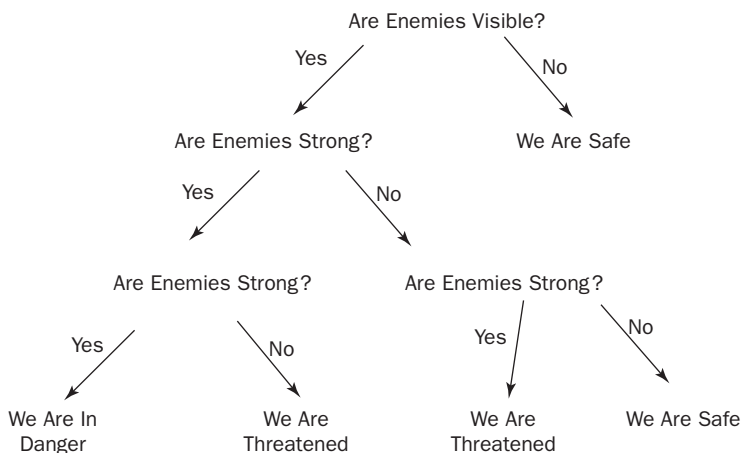 Are Enemies Visible?
Yes
No
Are Enemies Strong?
We Are Safe
Yes
No
Are Enemies Strong?
Are Enemies Strong?
Yes
No
Yes
No
We Are In
Danger
We Are
Threatened
We Are
Threatened
We Are Safe